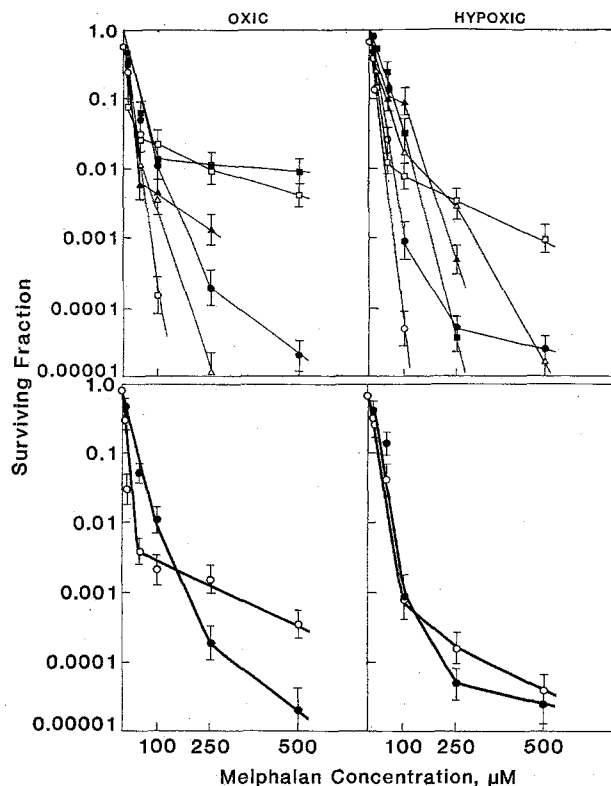 OXIC
HYPOXIC
1.0
0.1
0.01
0.001
0.0001
0.00001
1.0
0.1
0.01
0.001
0.0001
0.00001
Surviving Fraction
100 250 500 100 250 500
Melphalan Concentration, µM